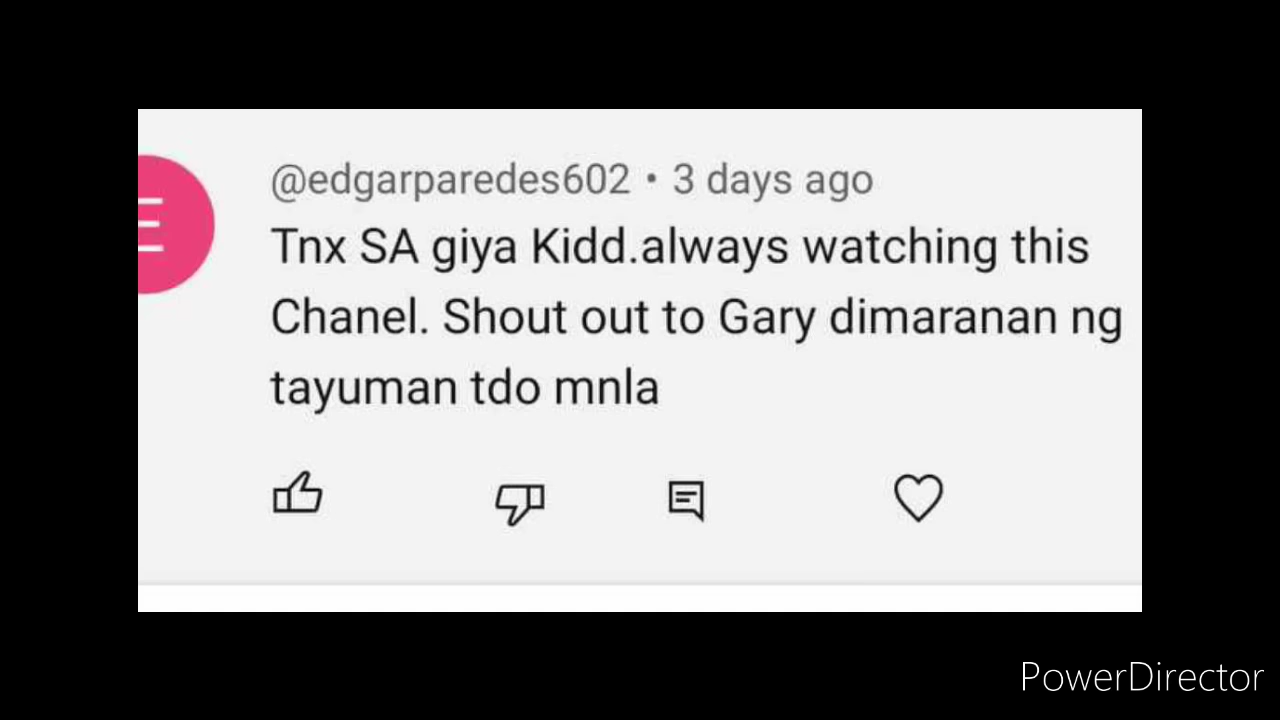 E
@edgarparedes602 • 3 days ago
Tnx SA giya Kidd.always watching this
Chanel. Shout out to Gary dimaranan ng
tayuman tdo mnla
PowerDirector